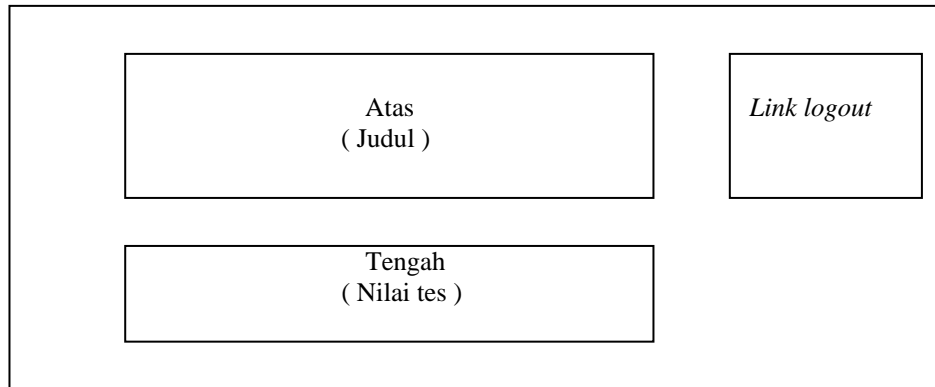 Atas
( Judul )
Link logout
Tengah
( Nilai tes )